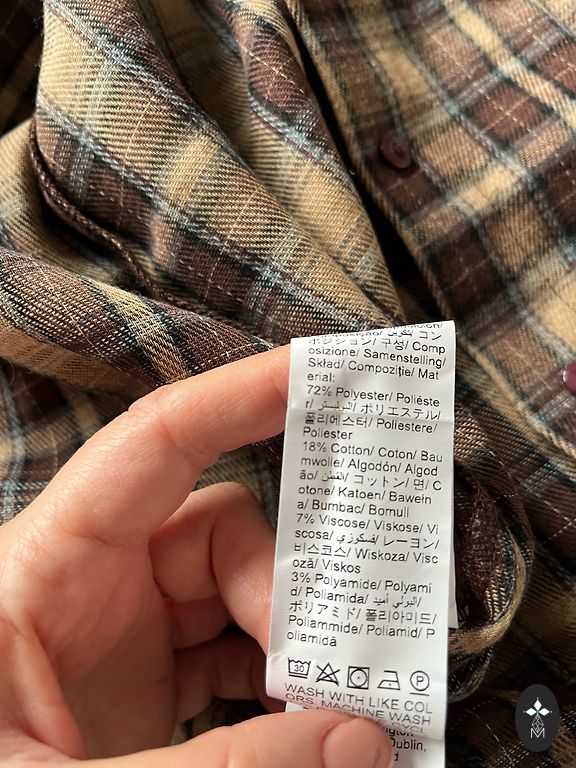 ポジション/ 구성/ Comp
osizione/ Samenstelling/
Skład/ Compoziţie/ Mat
erial:
72% Polyester/ Poliéste
r/ البوليستر/ ポリエステル/
폴리에스터/ Poliestere/
Poliester
18% Cotton/ Coton/ Bau
mwolle/ Algodón/ Algod
ão/ القطن/ コットン/ 면/ C
otone/ Katoen/ Bawełn
a/ Bumbac/ Bomull
7% Viscose/ Viskose/ Vi
scosa/ فسكوزي/ レーヨン/
비스코스/ Wiskoza/ Visc
oză/ Viskos
3% Polyamide/ Polyami
d/ Poliamida/ البولي أميد/
ポリアミド/ 폴리아미드/
Poliammide/ Poliamid/ P
oliamidă
30 P
WASH WITH LIKE COL
ORS, MACHINE WASH
Dublin,
M